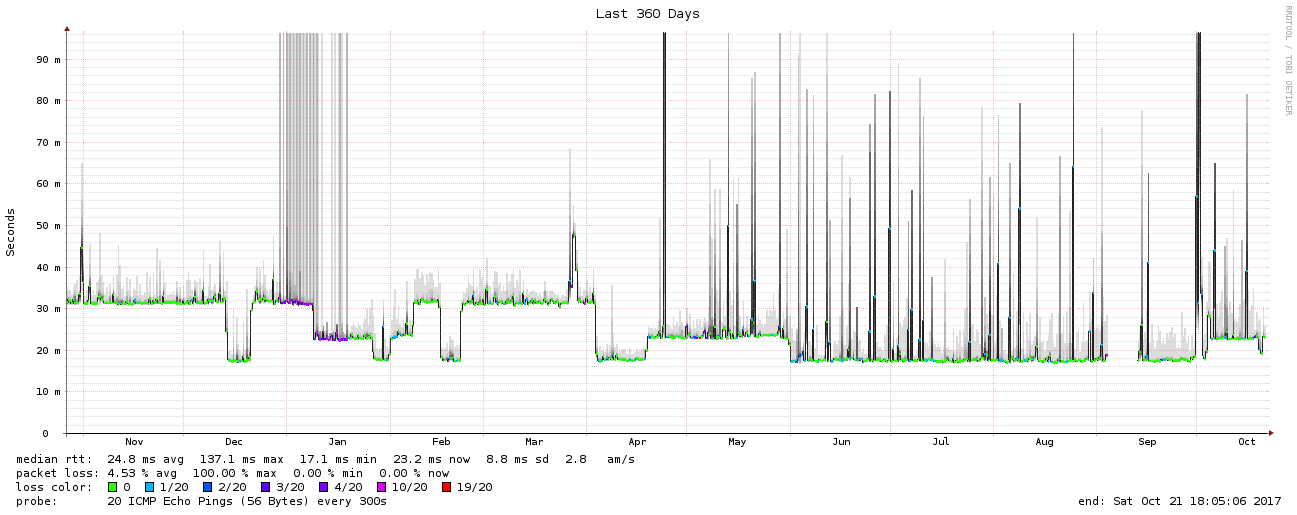 Last 360 Days
RRDTOOL / TOBI OETIKER
Seconds
90 m
80 m
70 m
60 m
50 m
40 m
30 m
20 m
10 m
0
Nov Dec Jan Feb Mar Apr May Jun Jul Aug Sep Oct
median rtt: 24.8 ms avg 137.1 ms max 17.1 ms min 23.2 ms now 8.8 ms sd 2.8 am/s
packet loss: 4.53 % avg 100.00 % max 0.00 % min 0.00 % now
loss color: 0 1/20 2/20 3/20 4/20 10/20 19/20
probe: 20 ICMP Echo Pings (56 Bytes) every 300s end: Sat Oct 21 18:05:06 2017